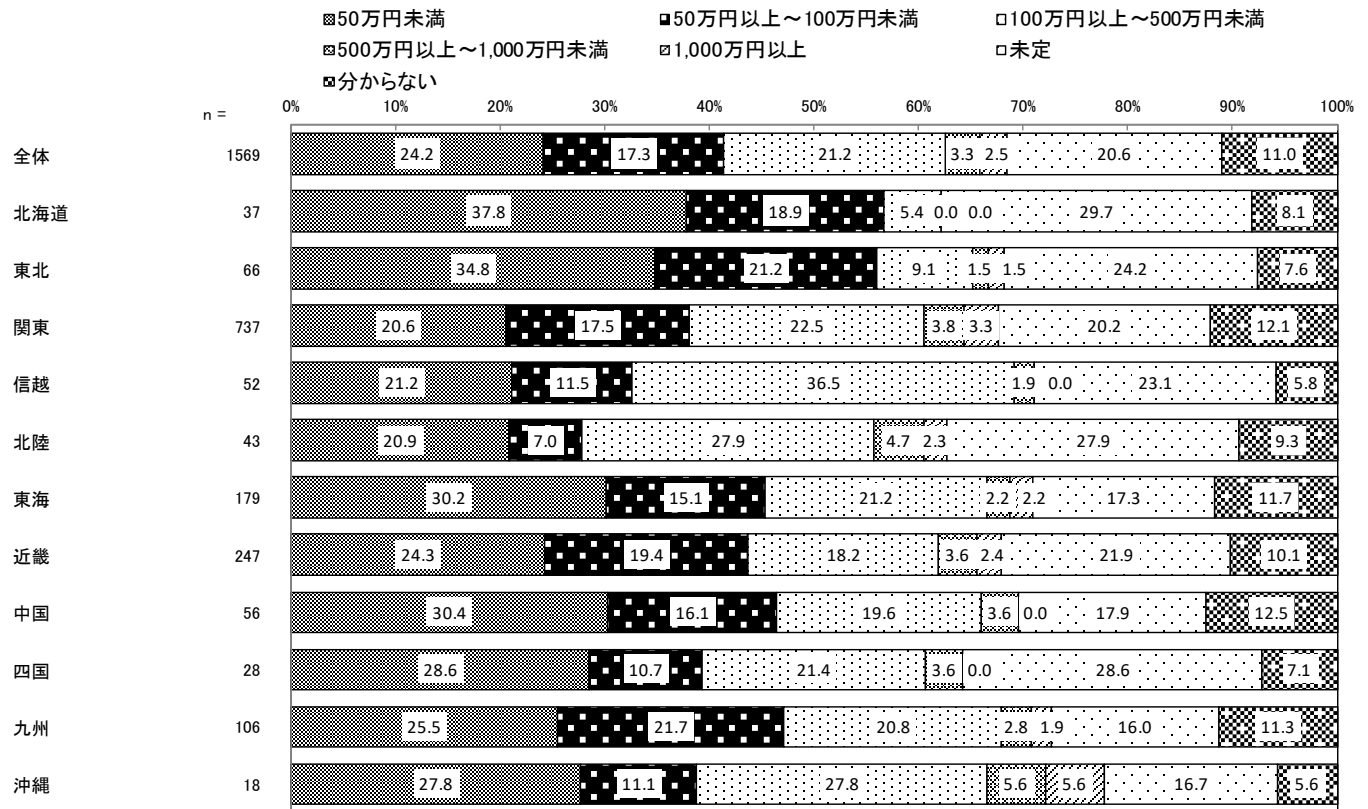 50万円未満 50万円以上～100万円未満 100万円以上～500万円未満
500万円以上～1,000万円未満 1,000万円以上 未定
分からない
n = 0% 10% 20% 30% 40% 50% 60% 70% 80% 90% 100%
全体 1569 24.2 17.3 21.2 3.3 2.5 20.6 11.0
北海道 37 37.8 18.9 5.4 0.0 0.0 29.7 8.1
東北 66 34.8 21.2 9.1 1.5 1.5 24.2 7.6
関東 737 20.6 17.5 22.5 3.8 3.3 20.2 12.1
信越 52 21.2 11.5 36.5 1.9 0.0 23.1 5.8
北陸 43 20.9 7.0 27.9 4.7 2.3 27.9 9.3
東海 179 30.2 15.1 21.2 2.2 2.2 17.3 11.7
近畿 247 24.3 19.4 18.2 3.6 2.4 21.9 10.1
中国 56 30.4 16.1 19.6 3.6 0.0 17.9 12.5
四国 28 28.6 10.7 21.4 3.6 0.0 28.6 7.1
九州 106 25.5 21.7 20.8 2.8 1.9 16.0 11.3
沖縄 18 27.8 11.1 27.8 5.6 5.6 16.7 5.6